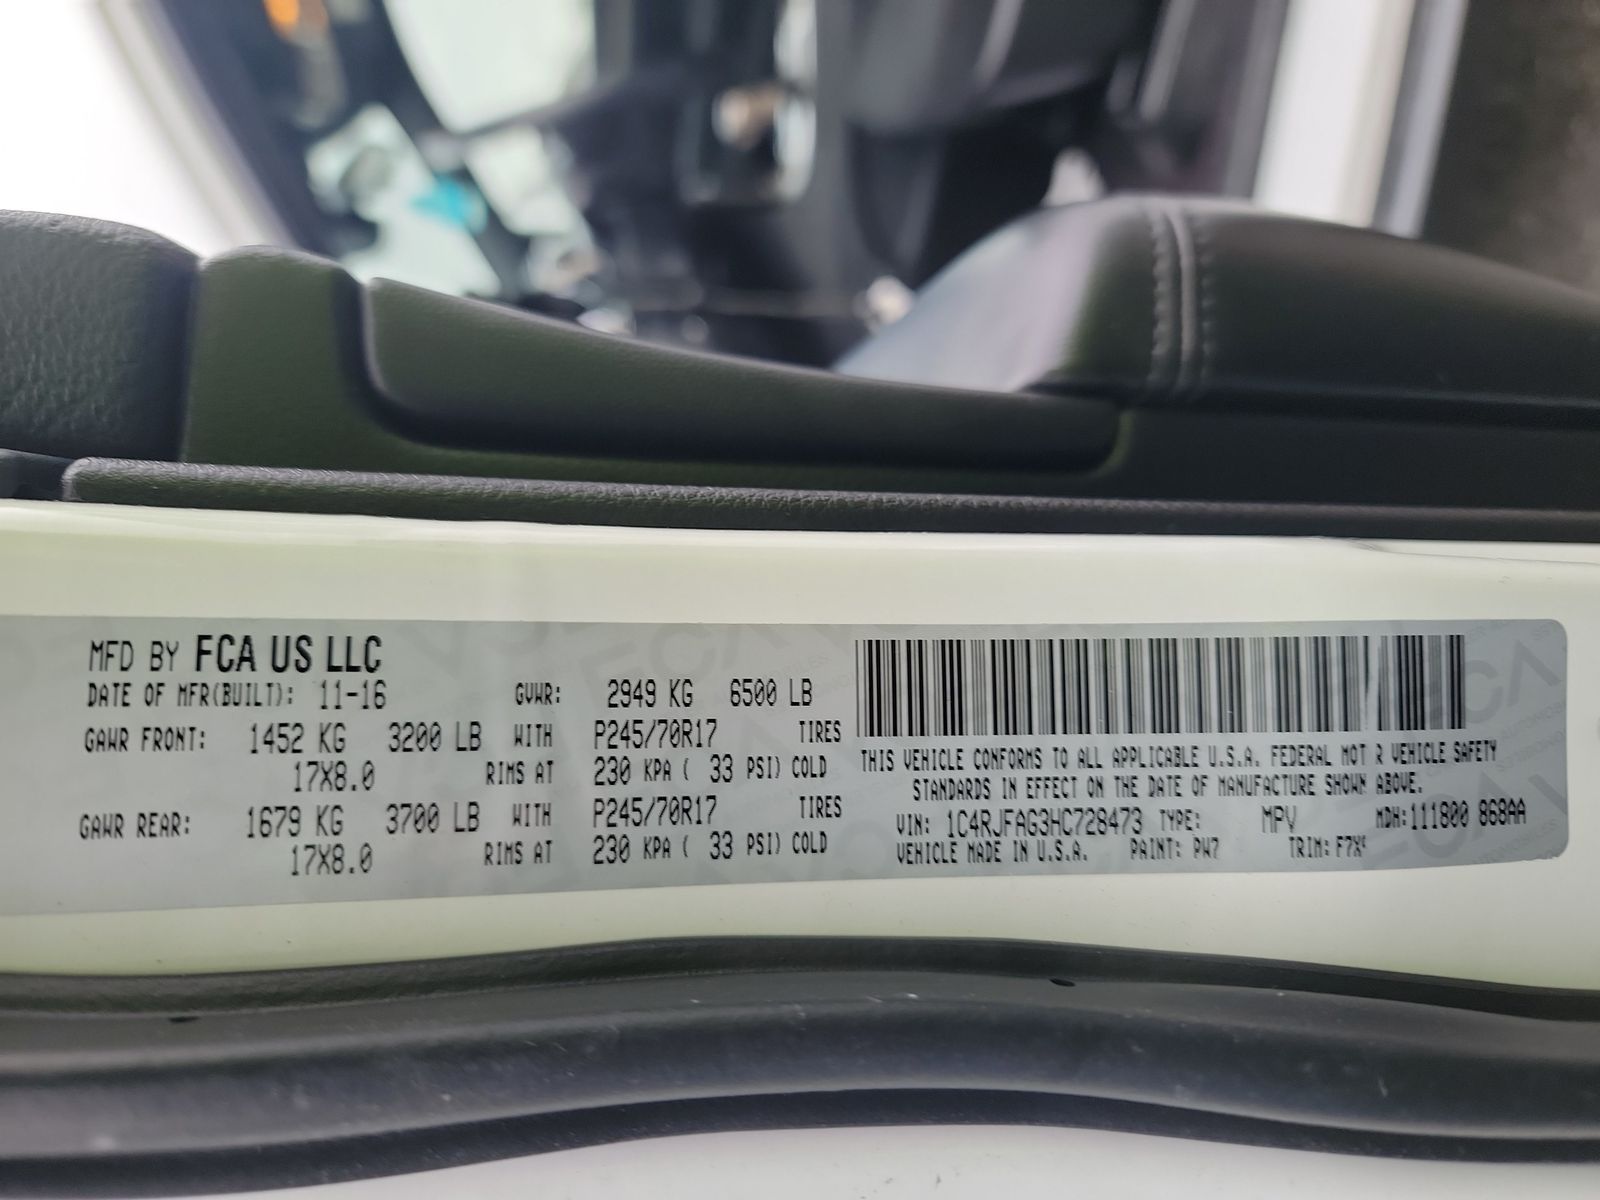 MFD BY FCA US LLC
DATE OF MFR(BUILT): 11-16 GVWR: 2949 KG 6500 LB
GAWR FRONT: 1452 KG 3200 LB WITH P245/70R17 TIRES
17X8.0 RIMS AT 230 KPA ( 33 PSI) COLD
GAWR REAR: 1679 KG 3700 LB WITH P245/70R17 TIRES
17X8.0 RIMS AT 230 KPA ( 33 PSI) COLD
THIS VEHICLE CONFORMS TO ALL APPLICABLE U.S.A. FEDERAL MOT R VEHICLE SAFETY
STANDARDS IN EFFECT ON THE DATE OF MANUFACTURE SHOWN ABOVE.
VIN: 1C4RJFAG3HC728473 TYPE: MPV MDH:111800 868AA
VEHICLE MADE IN U.S.A. PAINT: PW7 TRIM: